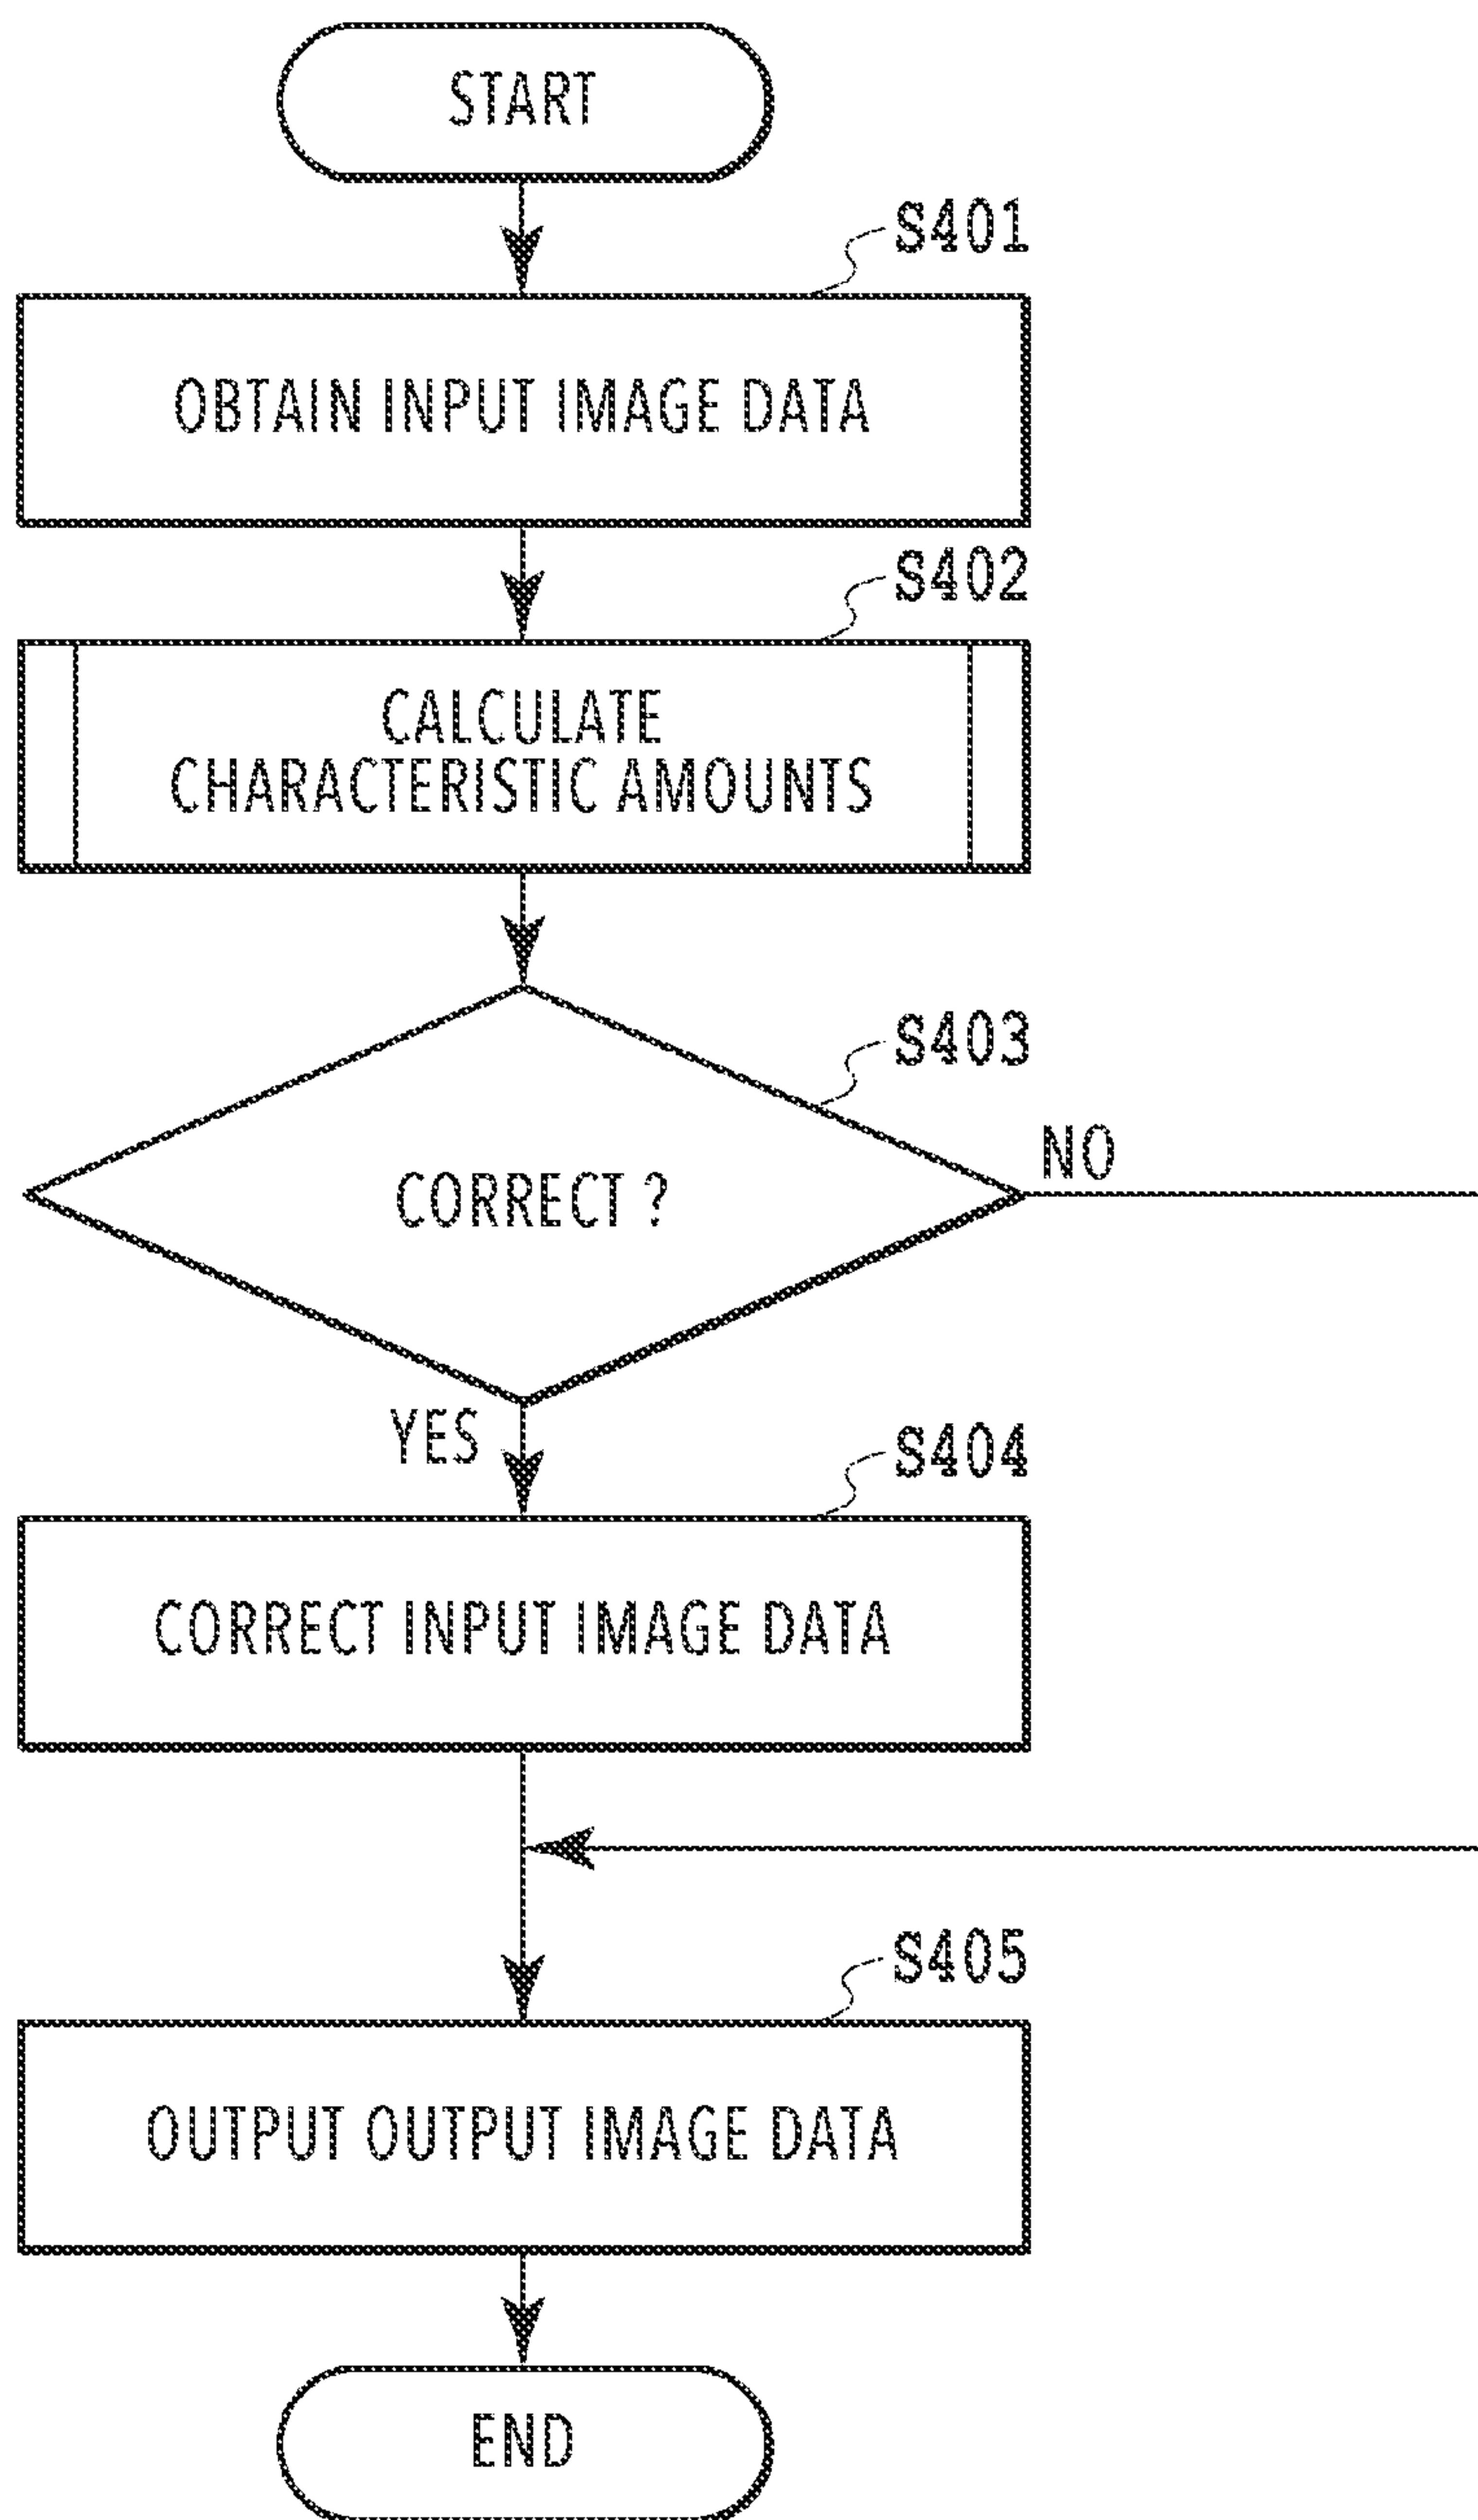 START
S401
OBTAIN INPUT IMAGE DATA
S402
CALCULATE
CHARACTERISTIC AMOUNTS
S403
NO
CORRECT ?
YES
S404
CORRECT INPUT IMAGE DATA
S405
OUTPUT OUTPUT IMAGE DATA
END